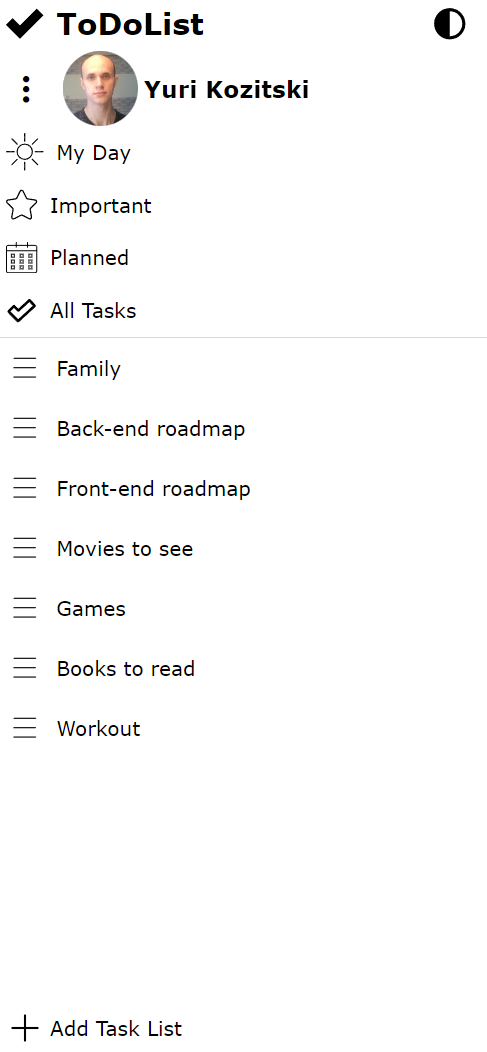 ToDoList
Yuri Kozitski
My Day
Important
Planned
All Tasks
Family
Back-end roadmap
Front-end roadmap
Movies to see
Games
Books to read
Workout
Add Task List